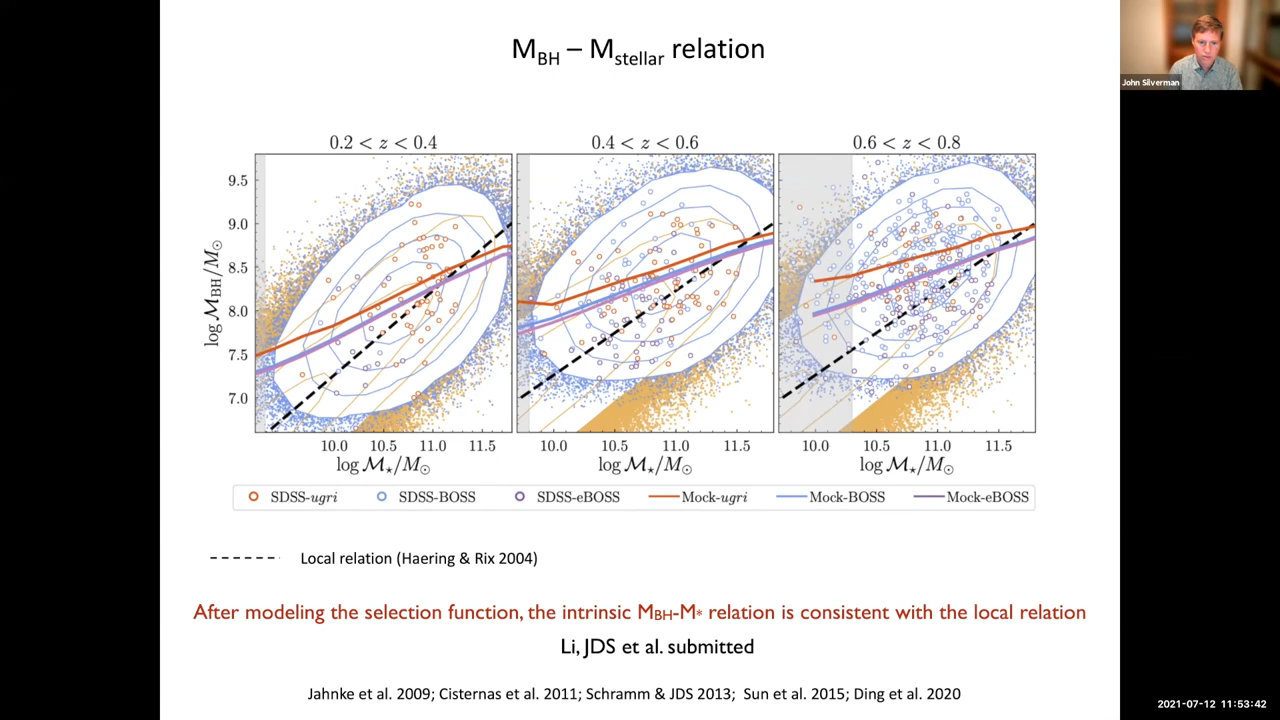 M_BH – M_stellar relation
John Silverman
0.2 < z < 0.4
0.4 < z < 0.6
0.6 < z < 0.8
log M_BH/M_⊙
9.5
9.0
8.5
8.0
7.5
7.0
10.0 10.5 11.0 11.5
10.0 10.5 11.0 11.5
10.0 10.5 11.0 11.5
log M_⋆/M_⊙
log M_⋆/M_⊙
log M_⋆/M_⊙
SDSS-ugri SDSS-BOSS SDSS-eBOSS Mock-ugri Mock-BOSS Mock-eBOSS
Local relation (Haering & Rix 2004)
After modeling the selection function, the intrinsic M_BH-M* relation is consistent with the local relation
Li, JDS et al. submitted
Jahnke et al. 2009; Cisternas et al. 2011; Schramm & JDS 2013; Sun et al. 2015; Ding et al. 2020
2021-07-12 11:53:42